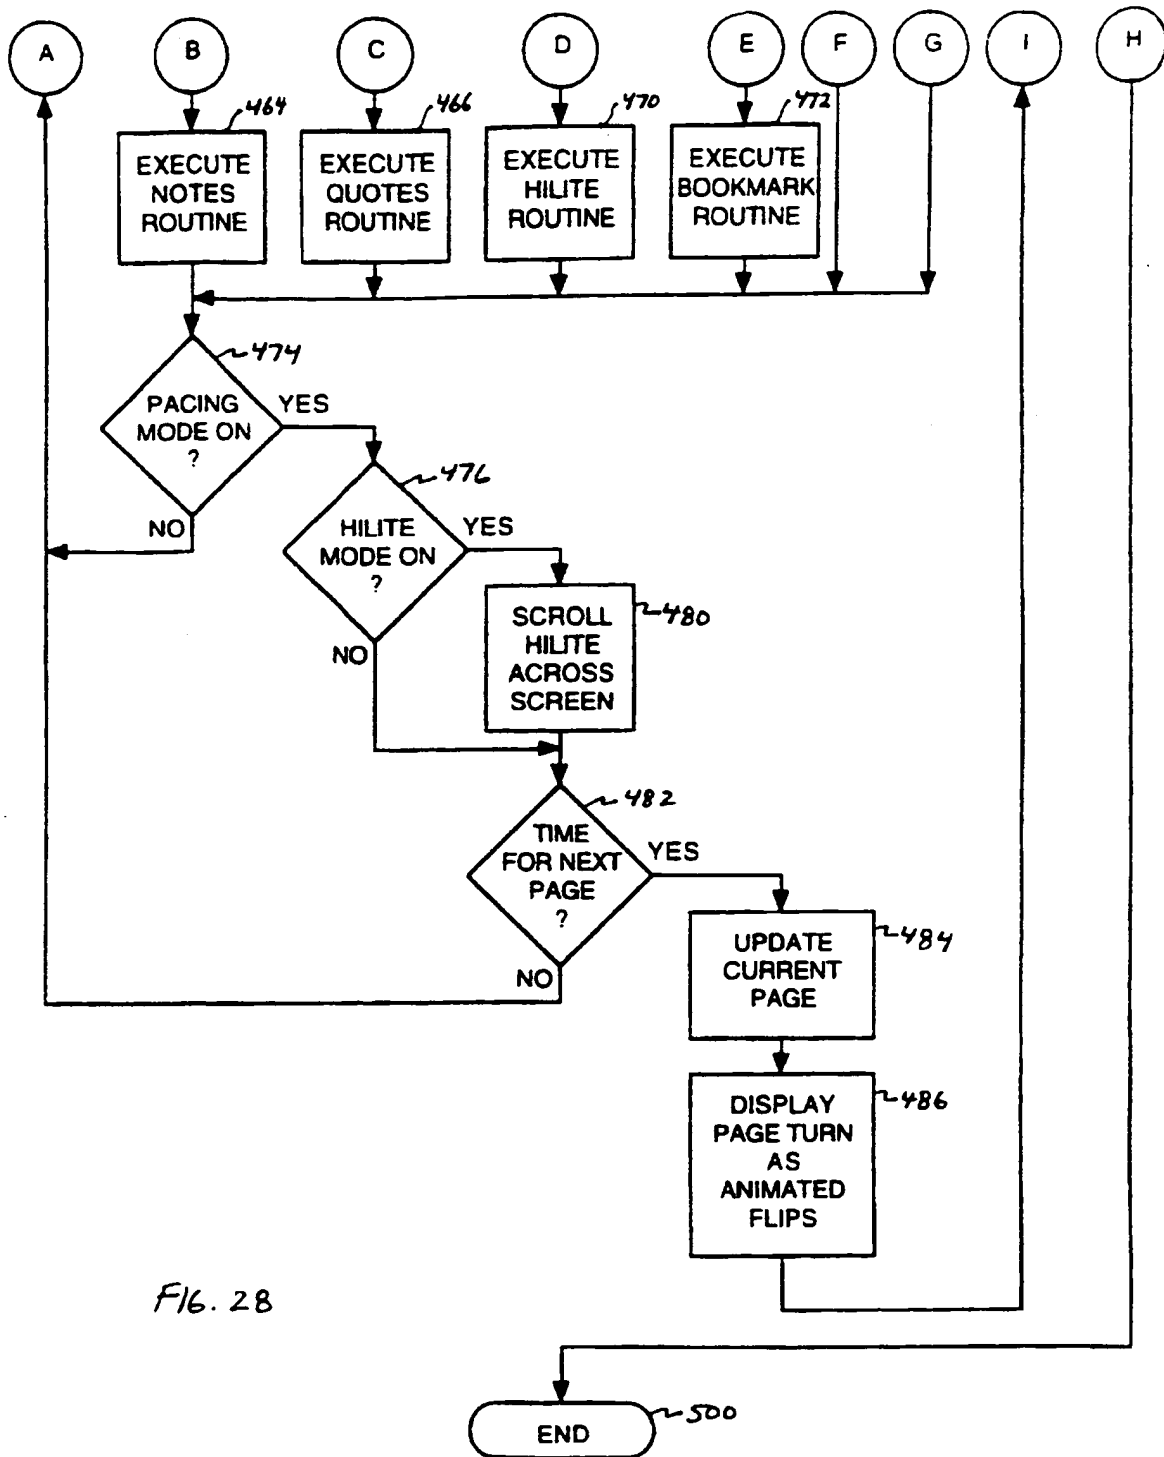 A
B
C
D
E
F
G
I
H
464
466
470
472
EXECUTE
NOTES
ROUTINE
EXECUTE
QUOTES
ROUTINE
EXECUTE
HILITE
ROUTINE
EXECUTE
BOOKMARK
ROUTINE
474
PACING
MODE ON
?
YES
NO
476
HILITE
MODE ON
?
YES
NO
480
SCROLL
HILITE
ACROSS
SCREEN
482
TIME
FOR NEXT
PAGE
?
YES
NO
484
UPDATE
CURRENT
PAGE
486
DISPLAY
PAGE TURN
AS
ANIMATED
FLIPS
FIG. 28
500
END